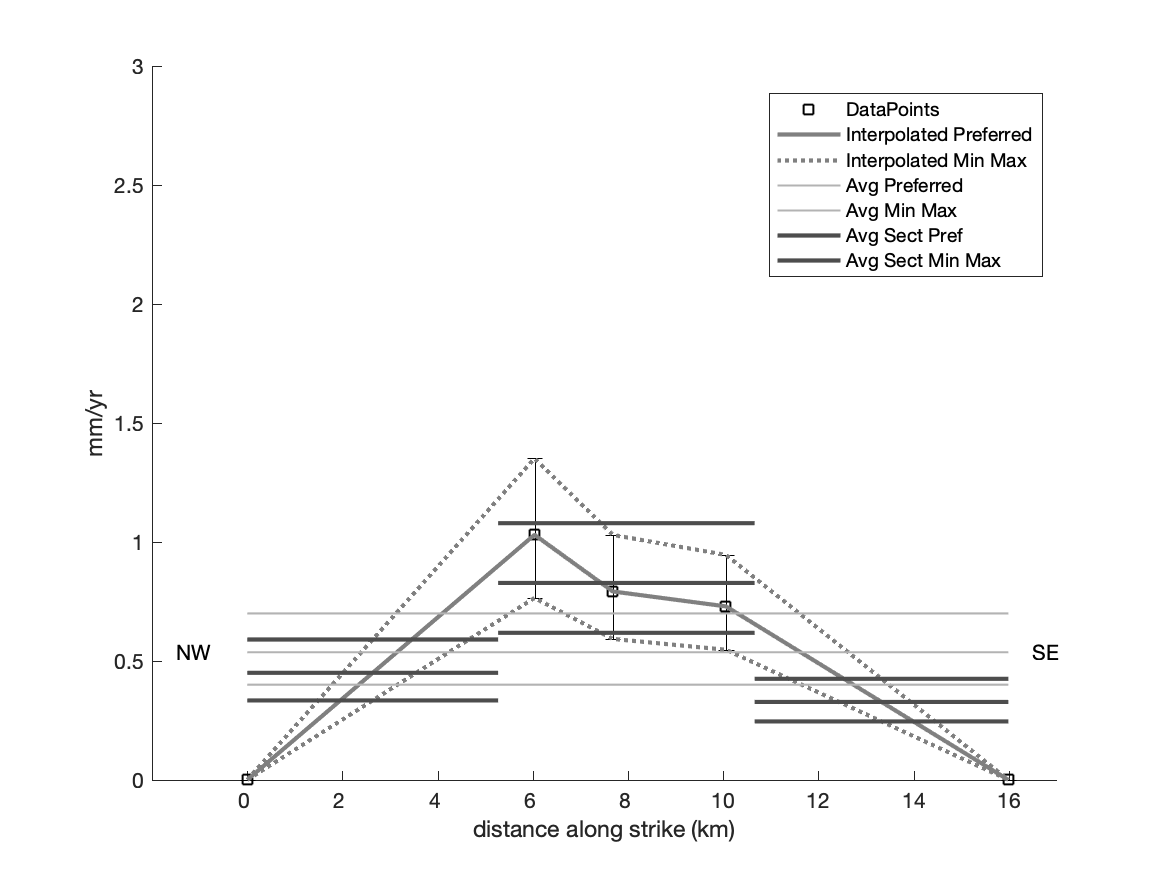 3
2.5
2
1.5
1
0.5
0
mm/yr
DataPoints
Interpolated Preferred
Interpolated Min Max
Avg Preferred
Avg Min Max
Avg Sect Pref
Avg Sect Min Max
NW
SE
0 2 4 6 8 10 12 14 16
distance along strike (km)